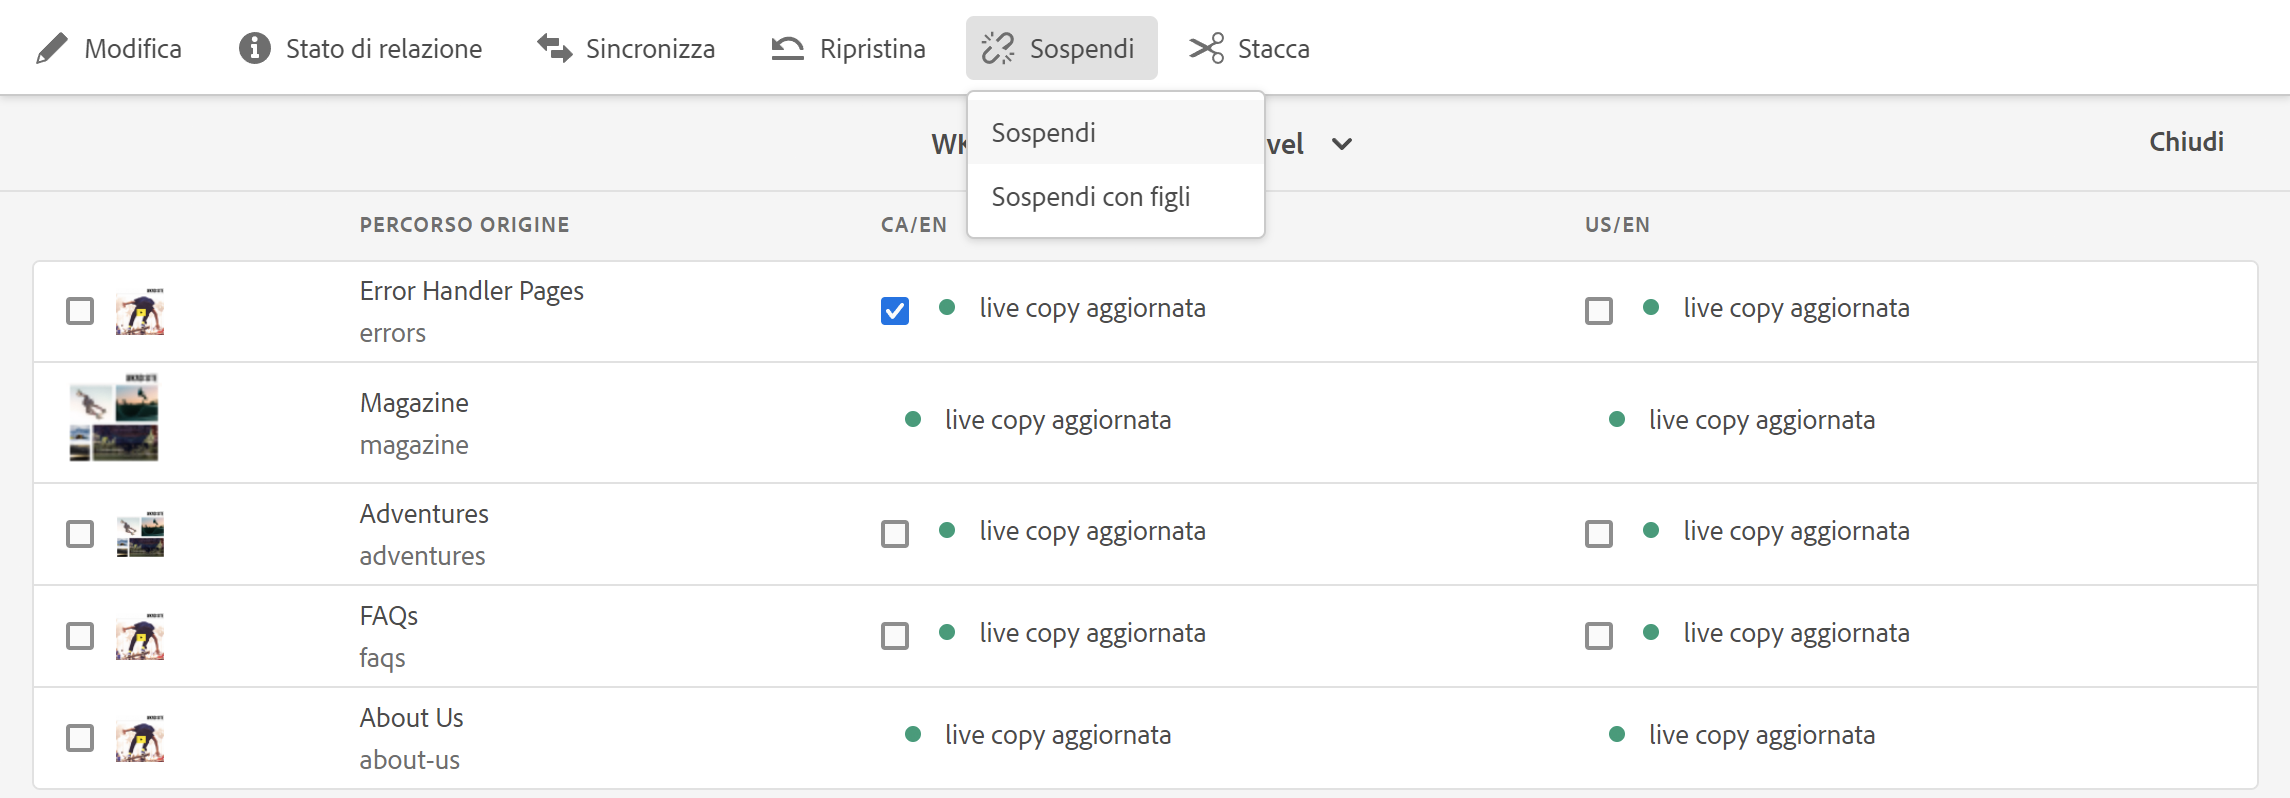 Modifica Stato di relazione Sincronizza Ripristina Sospendi Stacca
Sospendi
Sospendi con figli
vel Chiudi
PERCORSO ORIGINE CA/EN US/EN
Error Handler Pages
errors
live copy aggiornata live copy aggiornata
Magazine
magazine
live copy aggiornata live copy aggiornata
Adventures
adventures
live copy aggiornata live copy aggiornata
FAQs
faqs
live copy aggiornata live copy aggiornata
About Us
about-us
live copy aggiornata live copy aggiornata